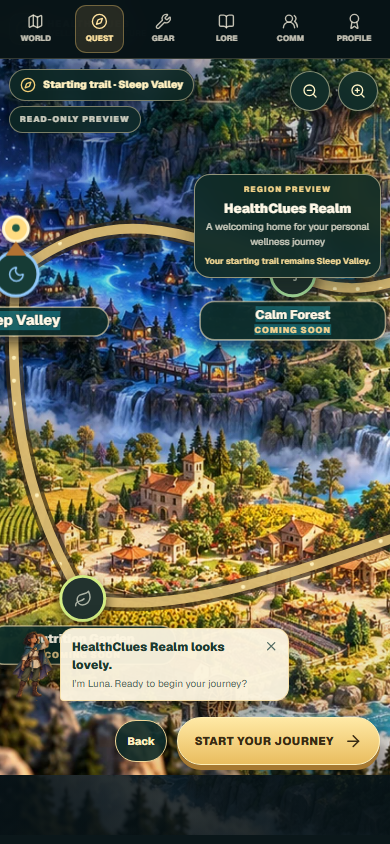 WORLD
QUEST
GEAR
LORE
COMM
PROFILE
Starting trail · Sleep Valley
READ-ONLY PREVIEW
REGION PREVIEW
HealthClues Realm
A welcoming home for your personal
wellness journey
Your starting trail remains Sleep Valley.
ep Valley
Calm Forest
COMING SOON
HealthClues Realm looks
lovely.
I'm Luna. Ready to begin your journey?
Back
START YOUR JOURNEY